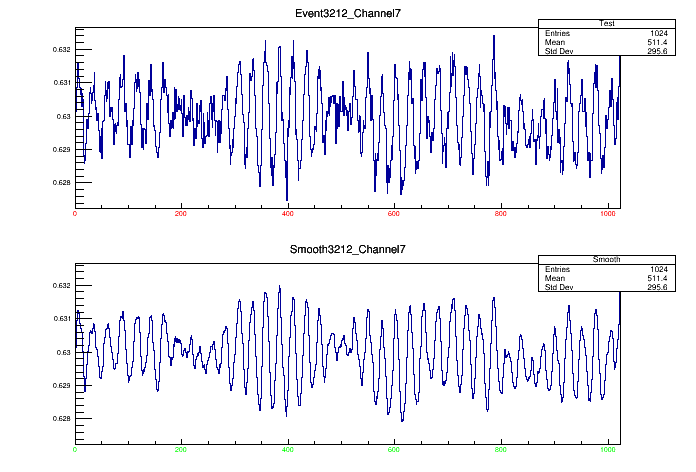 Event3212_Channel7
Test
Entries 1024
Mean 511.4
Std Dev 295.6
0.632
0.631
0.63
0.629
0.628
0 200 400 600 800 1000
Smooth3212_Channel7
Smooth
Entries 1024
Mean 511.4
Std Dev 295.6
0.632
0.631
0.63
0.629
0.628
0 200 400 600 800 1000